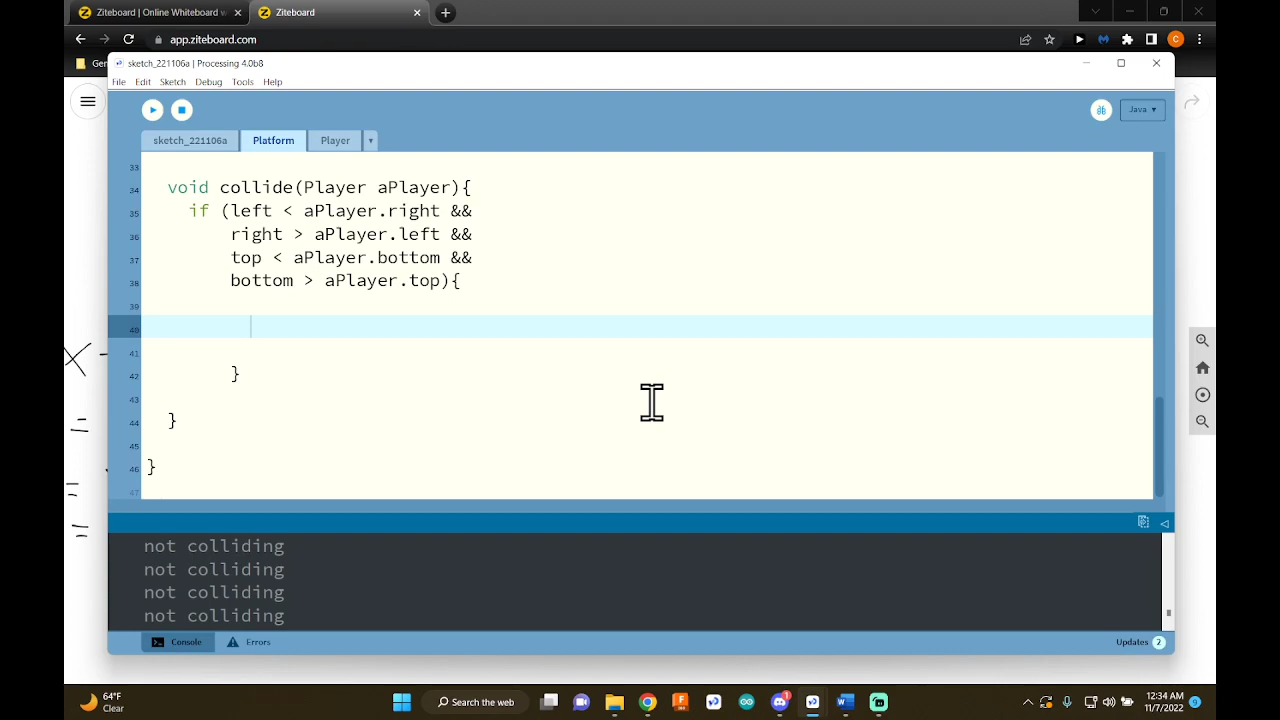 Ziteboard | Online Whiteboard w
Ziteboard
app.ziteboard.com
C
Gen
sketch_221106a | Processing 4.0b8
File Edit Sketch Debug Tools Help
Java
sketch_221106a Platform Player
33
34 void collide(Player aPlayer){
35 if (left < aPlayer.right &&
36 right > aPlayer.left &&
37 top < aPlayer.bottom &&
38 bottom > aPlayer.top){
39
40
41
42 }
43
44 }
45
46 }
47
X -
=
=
=
not colliding
not colliding
not colliding
not colliding
Console Errors Updates 2
64°F
Clear
Search the web
1
12:34 AM
11/7/2022
9